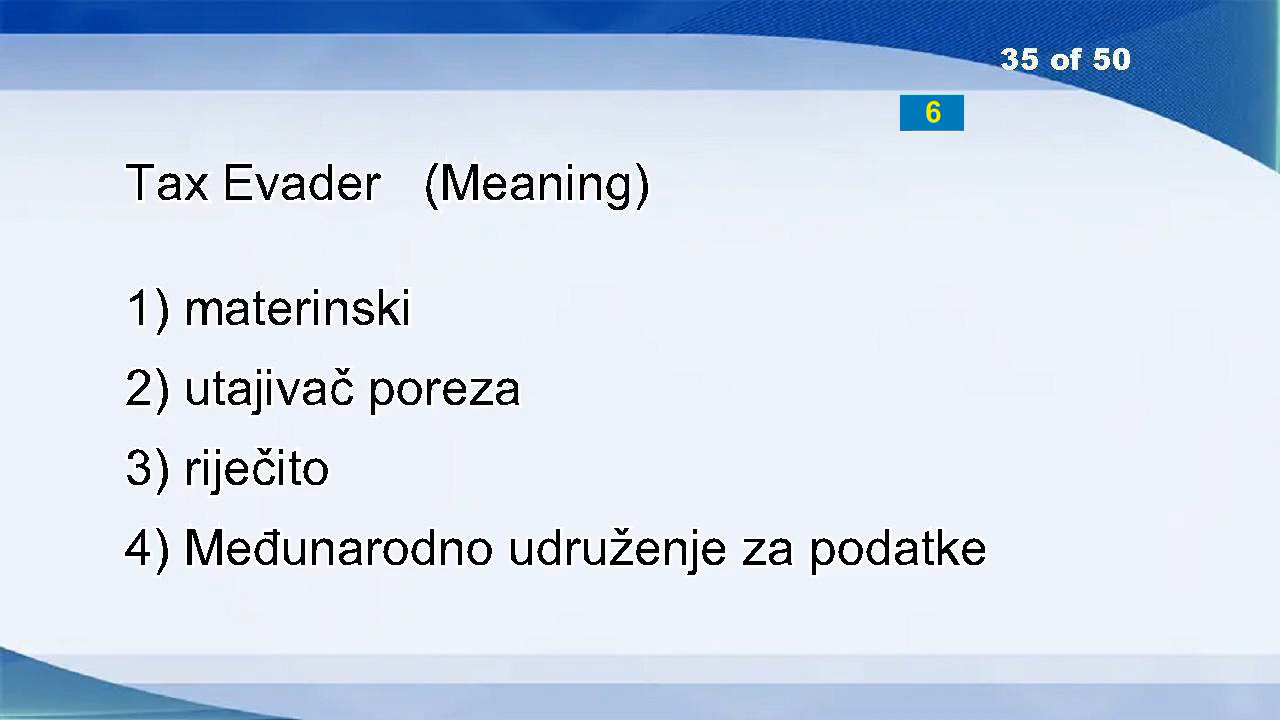 35 of 50
6
Tax Evader (Meaning)
1) materinski
2) utajivač poreza
3) riječito
4) Međunarodno udruženje za podatke